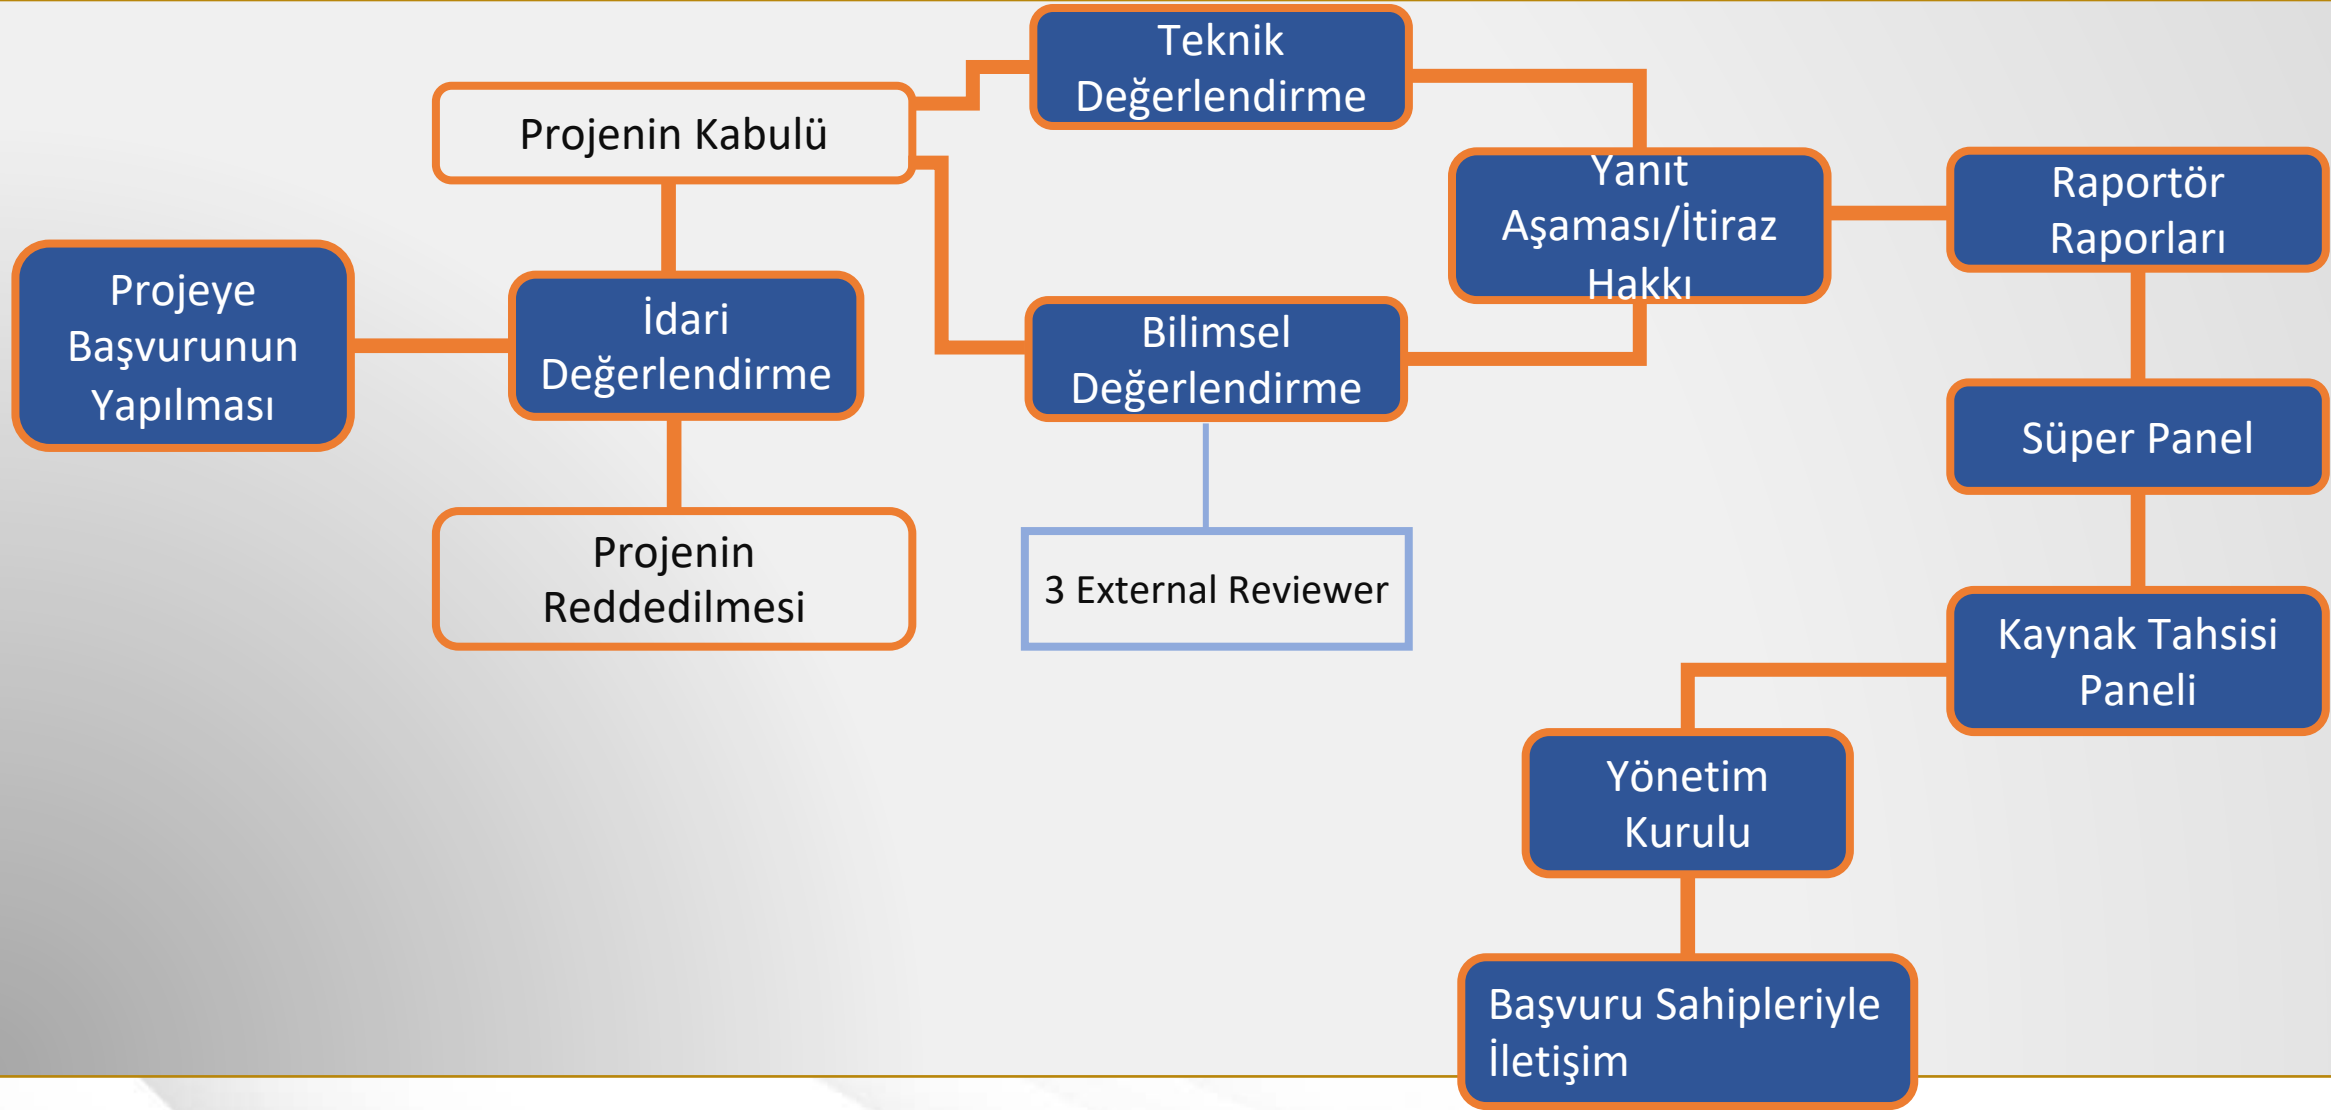 Projeye
Başvurunun
Yapılması
İdari
Değerlendirme
Projenin Kabulü
Projenin
Reddedilmesi
Teknik
Değerlendirme
Bilimsel
Değerlendirme
3 External Reviewer
Yanıt
Aşaması/İtiraz
Hakkı
Raportör
Raporları
Süper Panel
Kaynak Tahsisi
Paneli
Yönetim
Kurulu
Başvuru Sahipleriyle
İletişim